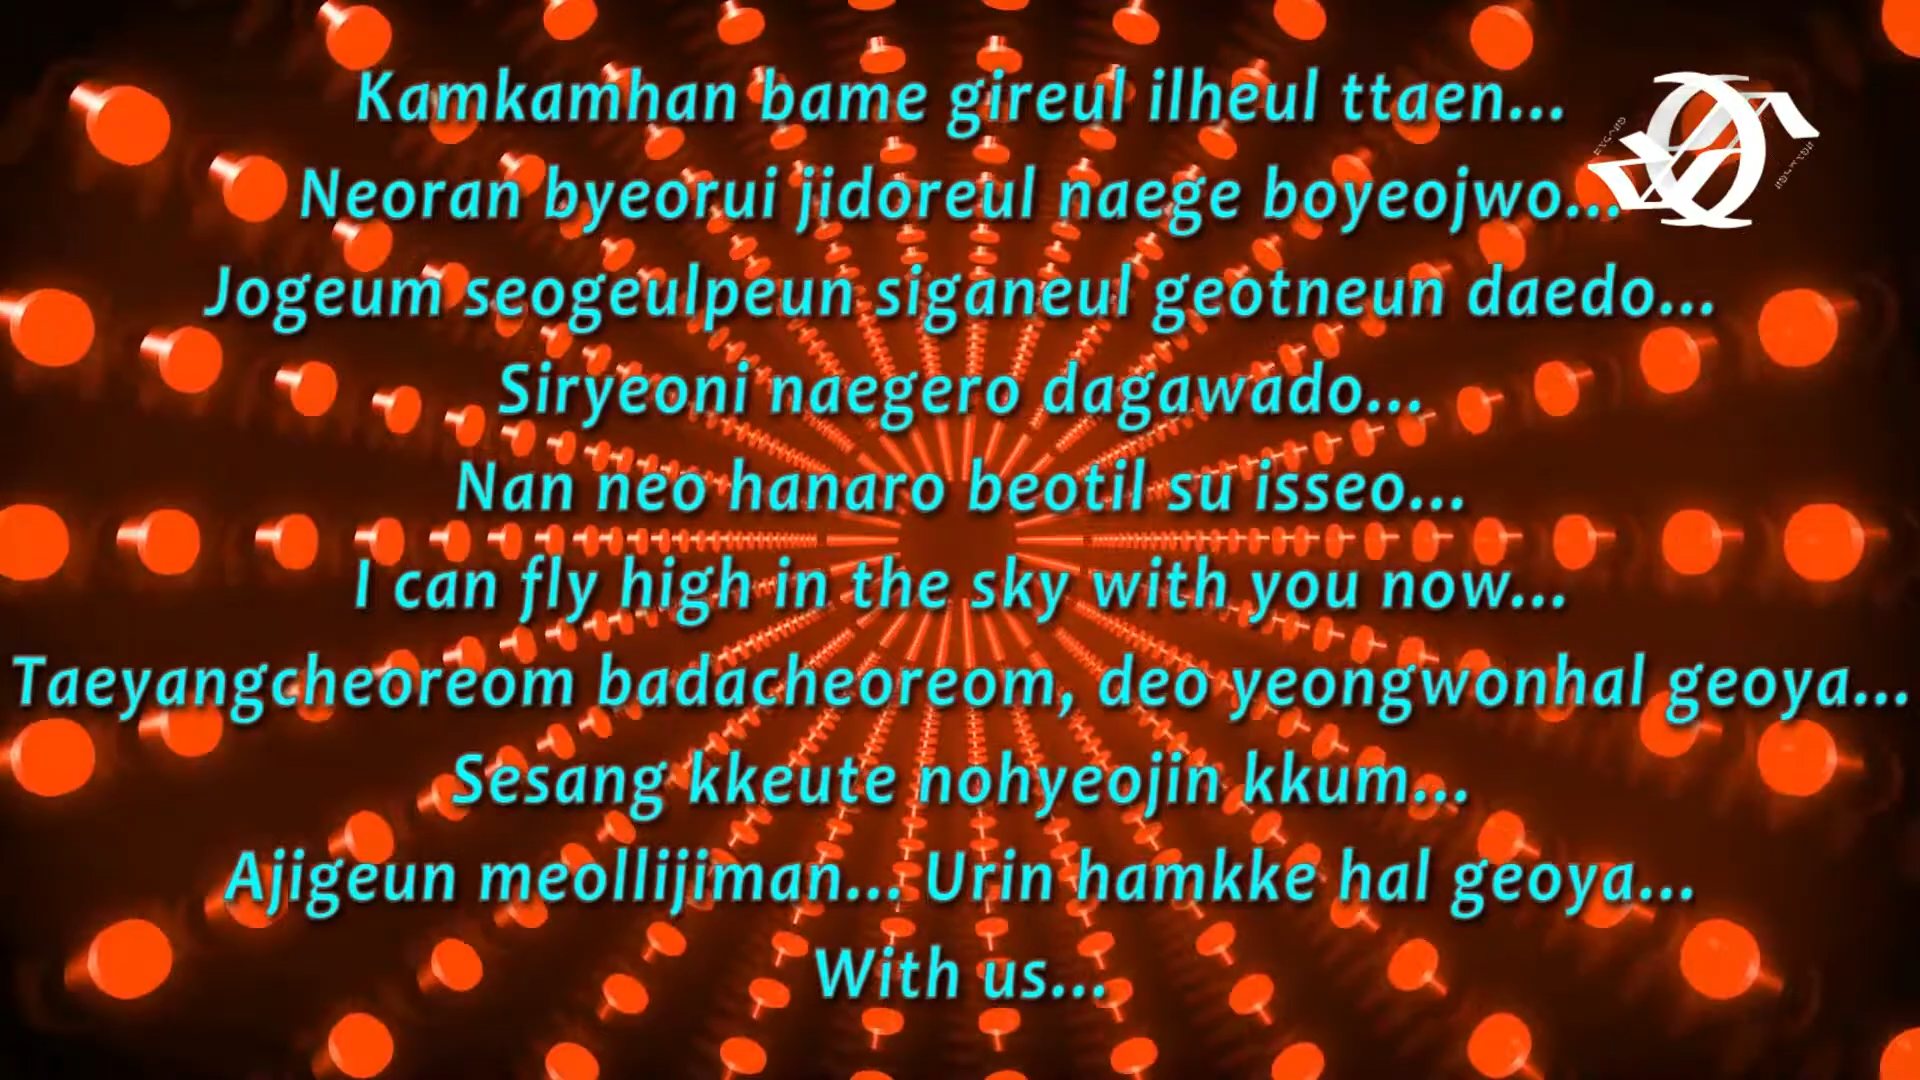 Kamkamhan bame gireul ilheul ttaen...
Neoran byeorui jidoreul naege boyeojwo...
Jogeum seogeulpeun siganeul geotneun daedo...
Siryeoni naegero dagawado...
Nan neo hanaro beotil su isseo...
I can fly high in the sky with you now...
Taeyangcheoreom badacheoreom, deo yeongwonhal geoya...
Sesang kkeute nohyeojin kkum...
Ajigeun meollijiman... Urin hamkke hal geoya...
With us...